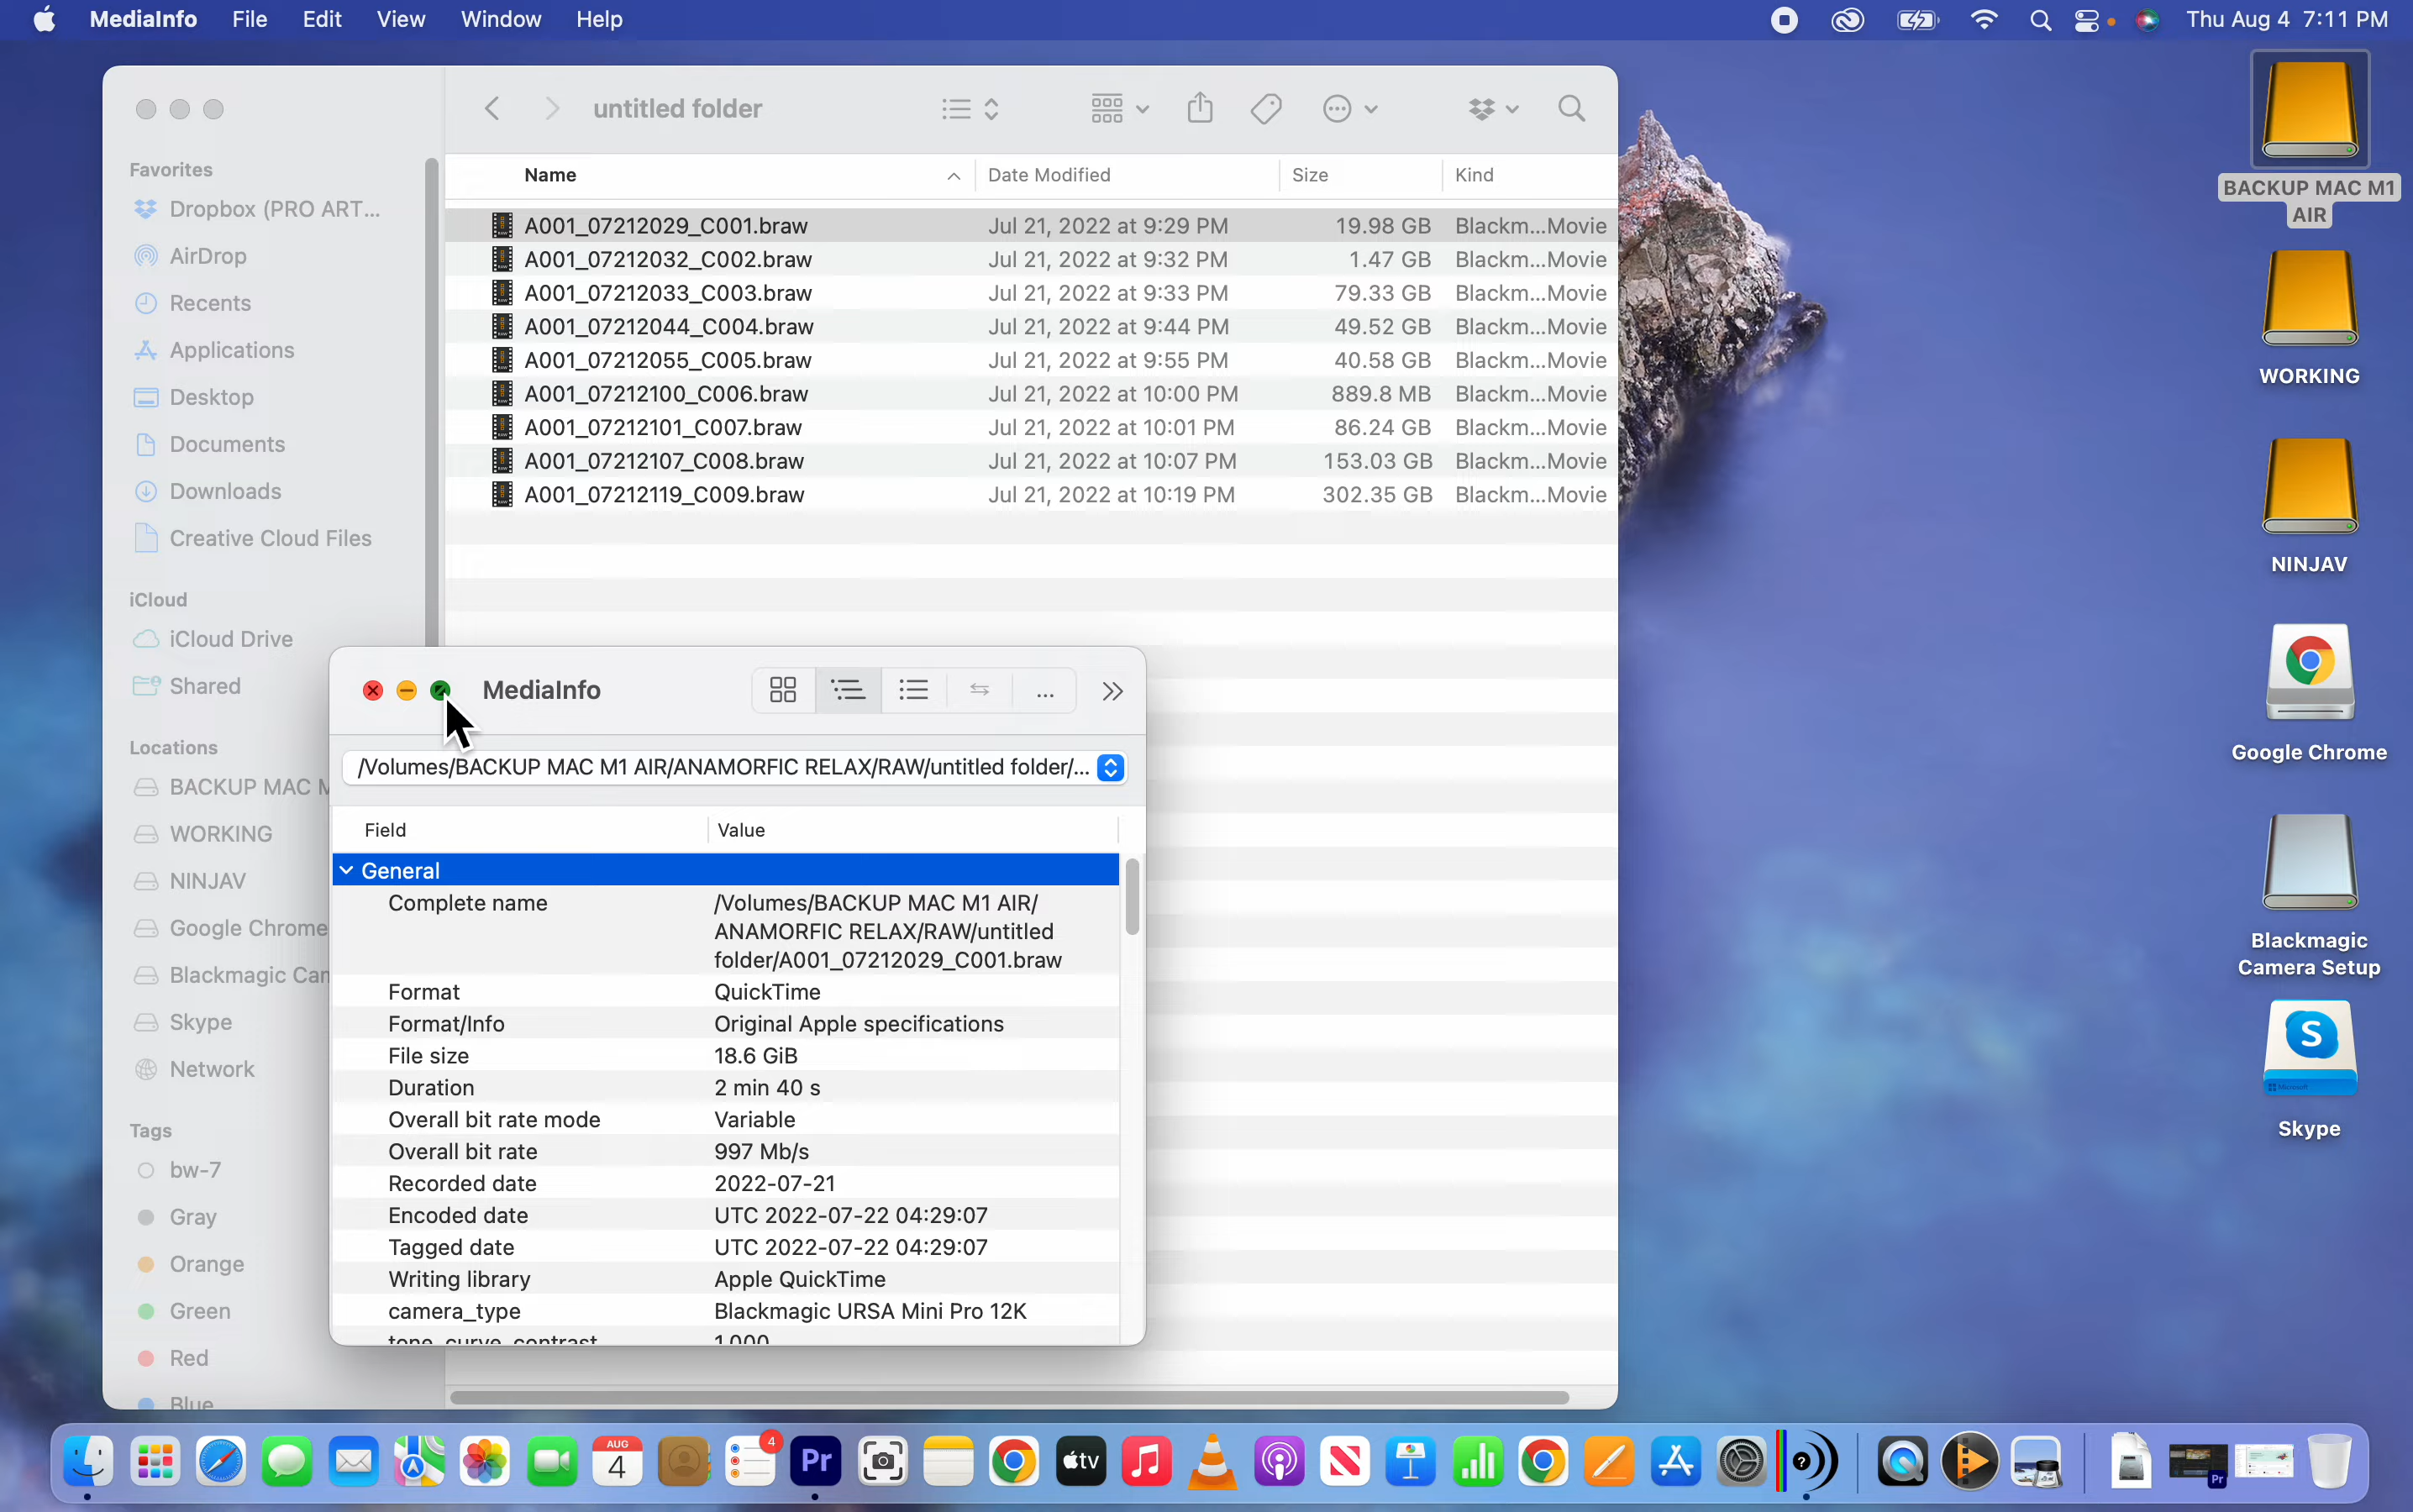 MediaInfo File Edit View Window Help Thu Aug 4 7:11 PM
untitled folder
Favorites
Dropbox (PRO ART...
AirDrop
Recents
Applications
Desktop
Documents
Downloads
Creative Cloud Files
iCloud
iCloud Drive
Shared
Locations
BACKUP MAC M
WORKING
NINJAV
Google Chrome
Blackmagic Can
Skype
Network
Tags
bw-7
Gray
Orange
Green
Red
Blue
Name Date Modified Size Kind
A001_07212029_C001.braw Jul 21, 2022 at 9:29 PM 19.98 GB Blackm...Movie
A001_07212032_C002.braw Jul 21, 2022 at 9:32 PM 1.47 GB Blackm...Movie
A001_07212033_C003.braw Jul 21, 2022 at 9:33 PM 79.33 GB Blackm...Movie
A001_07212044_C004.braw Jul 21, 2022 at 9:44 PM 49.52 GB Blackm...Movie
A001_07212055_C005.braw Jul 21, 2022 at 9:55 PM 40.58 GB Blackm...Movie
A001_07212100_C006.braw Jul 21, 2022 at 10:00 PM 889.8 MB Blackm...Movie
A001_07212101_C007.braw Jul 21, 2022 at 10:01 PM 86.24 GB Blackm...Movie
A001_07212107_C008.braw Jul 21, 2022 at 10:07 PM 153.03 GB Blackm...Movie
A001_07212119_C009.braw Jul 21, 2022 at 10:19 PM 302.35 GB Blackm...Movie
MediaInfo
/Volumes/BACKUP MAC M1 AIR/ANAMORFIC RELAX/RAW/untitled folder/...
Field Value
General
Complete name /Volumes/BACKUP MAC M1 AIR/
ANAMORFIC RELAX/RAW/untitled
folder/A001_07212029_C001.braw
Format QuickTime
Format/Info Original Apple specifications
File size 18.6 GiB
Duration 2 min 40 s
Overall bit rate mode Variable
Overall bit rate 997 Mb/s
Recorded date 2022-07-21
Encoded date UTC 2022-07-22 04:29:07
Tagged date UTC 2022-07-22 04:29:07
Writing library Apple QuickTime
camera_type Blackmagic URSA Mini Pro 12K
tone_curve_contrast 1.000
BACKUP MAC M1
AIR
WORKING
NINJAV
Google Chrome
Blackmagic
Camera Setup
S
Microsoft
Skype
AUG
4
4
Pr
tv
?
Pr